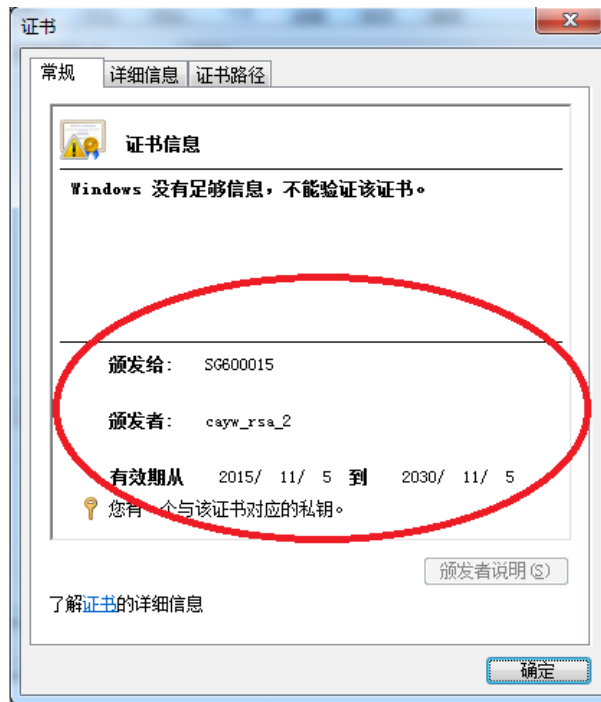 证书
常规 详细信息 证书路径
证书信息
Windows 没有足够信息，不能验证该证书。
颁发给： SG600015
颁发者： cayw_rsa_2
有效期从 2015/ 11/ 5 到 2030/ 11/ 5
您有一个与该证书对应的私钥。
颁发者说明(S)
了解证书的详细信息
确定